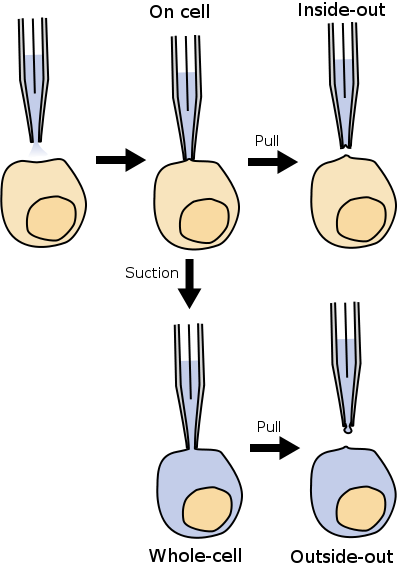 On cell
Inside-out
Pull
Suction
Pull
Whole-cell
Outside-out